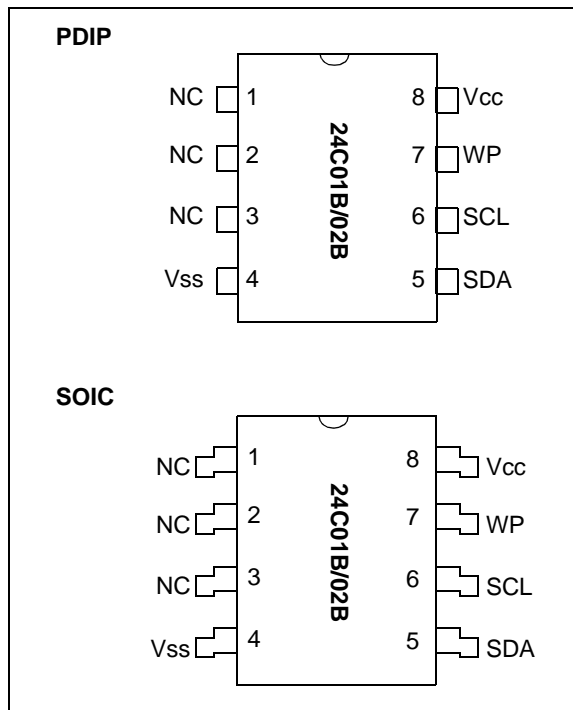 PDIP
NC 1 8 Vcc
NC 2 7 WP
NC 3 6 SCL
Vss 4 5 SDA
24C01B/02B
SOIC
NC 1 8 Vcc
NC 2 7 WP
NC 3 6 SCL
Vss 4 5 SDA
24C01B/02B